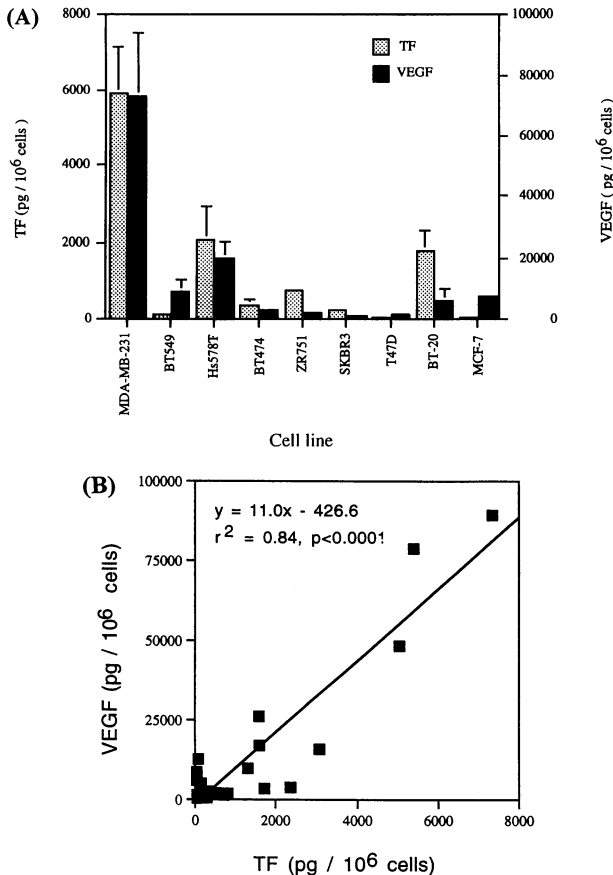 (A)
8000
6000
4000
2000
0
TF (pg / 10⁶ cells)
100000
80000
60000
40000
20000
0
VEGF ( pg / 10⁶ cells )
TF
VEGF
MDA-MB-231
BT549
Hs578T
BT474
ZR751
SKBR3
T47D
BT-20
MCF-7
Cell line
(B)
100000
75000
50000
25000
0
VEGF (pg / 10⁶ cells)
y = 11.0x - 426.6
r² = 0.84, p<0.0001
0
2000
4000
6000
8000
TF (pg / 10⁶ cells)